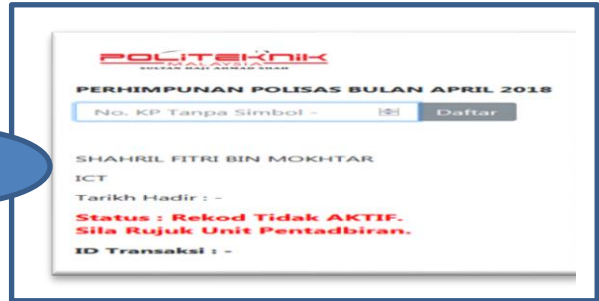 POLITEKNIK
MALAYSIA
SULTAN HAJI AHMAD SHAH
PERHIMPUNAN POLISAS BULAN APRIL 2018
No. KP Tanpa Simbol - Daftar
SHAHRIL FITRI BIN MOKHTAR
ICT
Tarikh Hadir : -
Status : Rekod Tidak AKTIF.
Sila Rujuk Unit Pentadbiran.
ID Transaksi : -